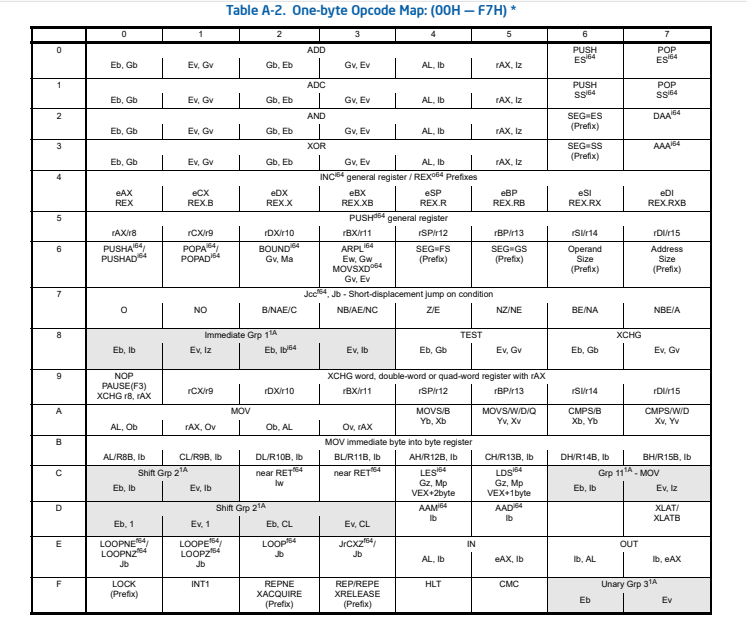 Table A-2. One-byte Opcode Map: (00H — F7H) *
0 1 2 3 4 5 6 7
0 ADD PUSH POP
ES^i64 ES^i64
Eb, Gb Ev, Gv Gb, Eb Gv, Ev AL, Ib rAX, Iz
1 ADC PUSH POP
SS^i64 SS^i64
Eb, Gb Ev, Gv Gb, Eb Gv, Ev AL, Ib rAX, Iz
2 AND SEG=ES DAA^i64
(Prefix)
Eb, Gb Ev, Gv Gb, Eb Gv, Ev AL, Ib rAX, Iz
3 XOR SEG=SS AAA^i64
(Prefix)
Eb, Gb Ev, Gv Gb, Eb Gv, Ev AL, Ib rAX, Iz
4 INC^i64 general register / REX^o64 Prefixes
eAX eCX eDX eBX eSP eBP eSI eDI
REX REX.B REX.X REX.XB REX.R REX.RB REX.RX REX.RXB
5 PUSH^d64 general register
rAX/r8 rCX/r9 rDX/r10 rBX/r11 rSP/r12 rBP/r13 rSI/r14 rDI/r15
6 PUSHA^i64/ POPA^i64/ BOUND^i64 ARPL^i64 SEG=FS SEG=GS Operand Address
PUSHAD^i64 POPAD^i64 Gv, Ma Ew, Gw (Prefix) (Prefix) Size Size
MOVSXD^o64 (Prefix) (Prefix)
Gv, Ev
7 Jcc^f64, Jb - Short-displacement jump on condition
O NO B/NAE/C NB/AE/NC Z/E NZ/NE BE/NA NBE/A
8 Immediate Grp 1^1A TEST XCHG
Eb, Ib Ev, Iz Eb, Ib^i64 Ev, Ib Eb, Gb Ev, Gv Eb, Gb Ev, Gv
9 NOP XCHG word, double-word or quad-word register with rAX
PAUSE(F3) rCX/r9 rDX/r10 rBX/r11 rSP/r12 rBP/r13 rSI/r14 rDI/r15
XCHG r8, rAX
A MOV MOVS/B MOVS/W/D/Q CMPS/B CMPS/W/D
AL, Ob rAX, Ov Ob, AL Ov, rAX Yb, Xb Yv, Xv Xb, Yb Xv, Yv
B MOV immediate byte into byte register
AL/R8B, Ib CL/R9B, Ib DL/R10B, Ib BL/R11B, Ib AH/R12B, Ib CH/R13B, Ib DH/R14B, Ib BH/R15B, Ib
C Shift Grp 2^1A near RET^f64 near RET^f64 LES^i64 LDS^i64 Grp 11^1A - MOV
Eb, Ib Ev, Ib Iw Gz, Mp Gz, Mp Eb, Ib Ev, Iz
VEX+2byte VEX+1byte
D Shift Grp 2^1A AAM^i64 AAD^i64 XLAT/
Ib Ib XLATB
Eb, 1 Ev, 1 Eb, CL Ev, CL
E LOOPNE^f64/ LOOPE^f64/ LOOP^f64 JrCXZ^f64/ IN OUT
LOOPNZ^f64 LOOPZ^f64 Jb Jb AL, Ib eAX, Ib Ib, AL Ib, eAX
Jb Jb
F LOCK INT1 REPNE REP/REPE HLT CMC Unary Grp 3^1A
(Prefix) XACQUIRE XRELEASE
(Prefix) (Prefix) Eb Ev